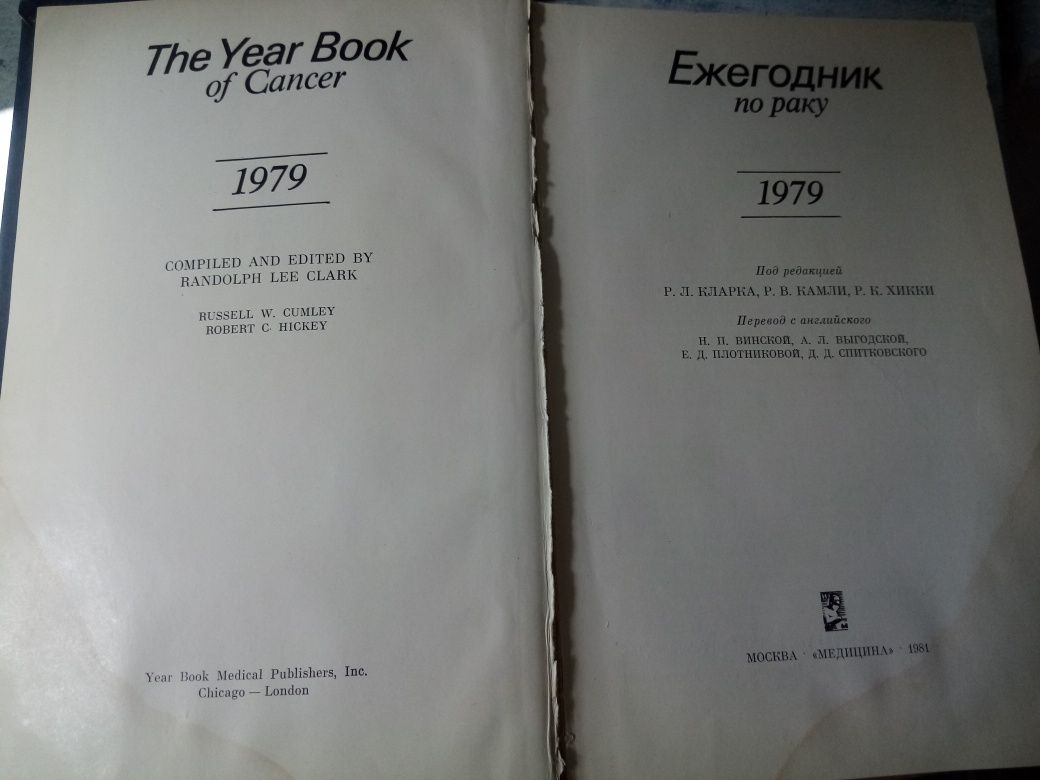 The Year Book
of Cancer
1979
COMPILED AND EDITED BY
RANDOLPH LEE CLARK
RUSSELL W. CUMLEY
ROBERT C. HICKEY
Year Book Medical Publishers, Inc.
Chicago — London
Ежегодник
по раку
1979
Под редакцией
Р. Л. КЛАРКА, Р. В. КАМЛИ, Р. К. ХИККИ
Перевод с английского
Н. П. ВИНСКОЙ, А. Л. ВЫГОДСКОЙ,
Е. Д. ПЛОТНИКОВОЙ, Д. Д. СПИТКОВСКОГО
МОСКВА · «МЕДИЦИНА» · 1981